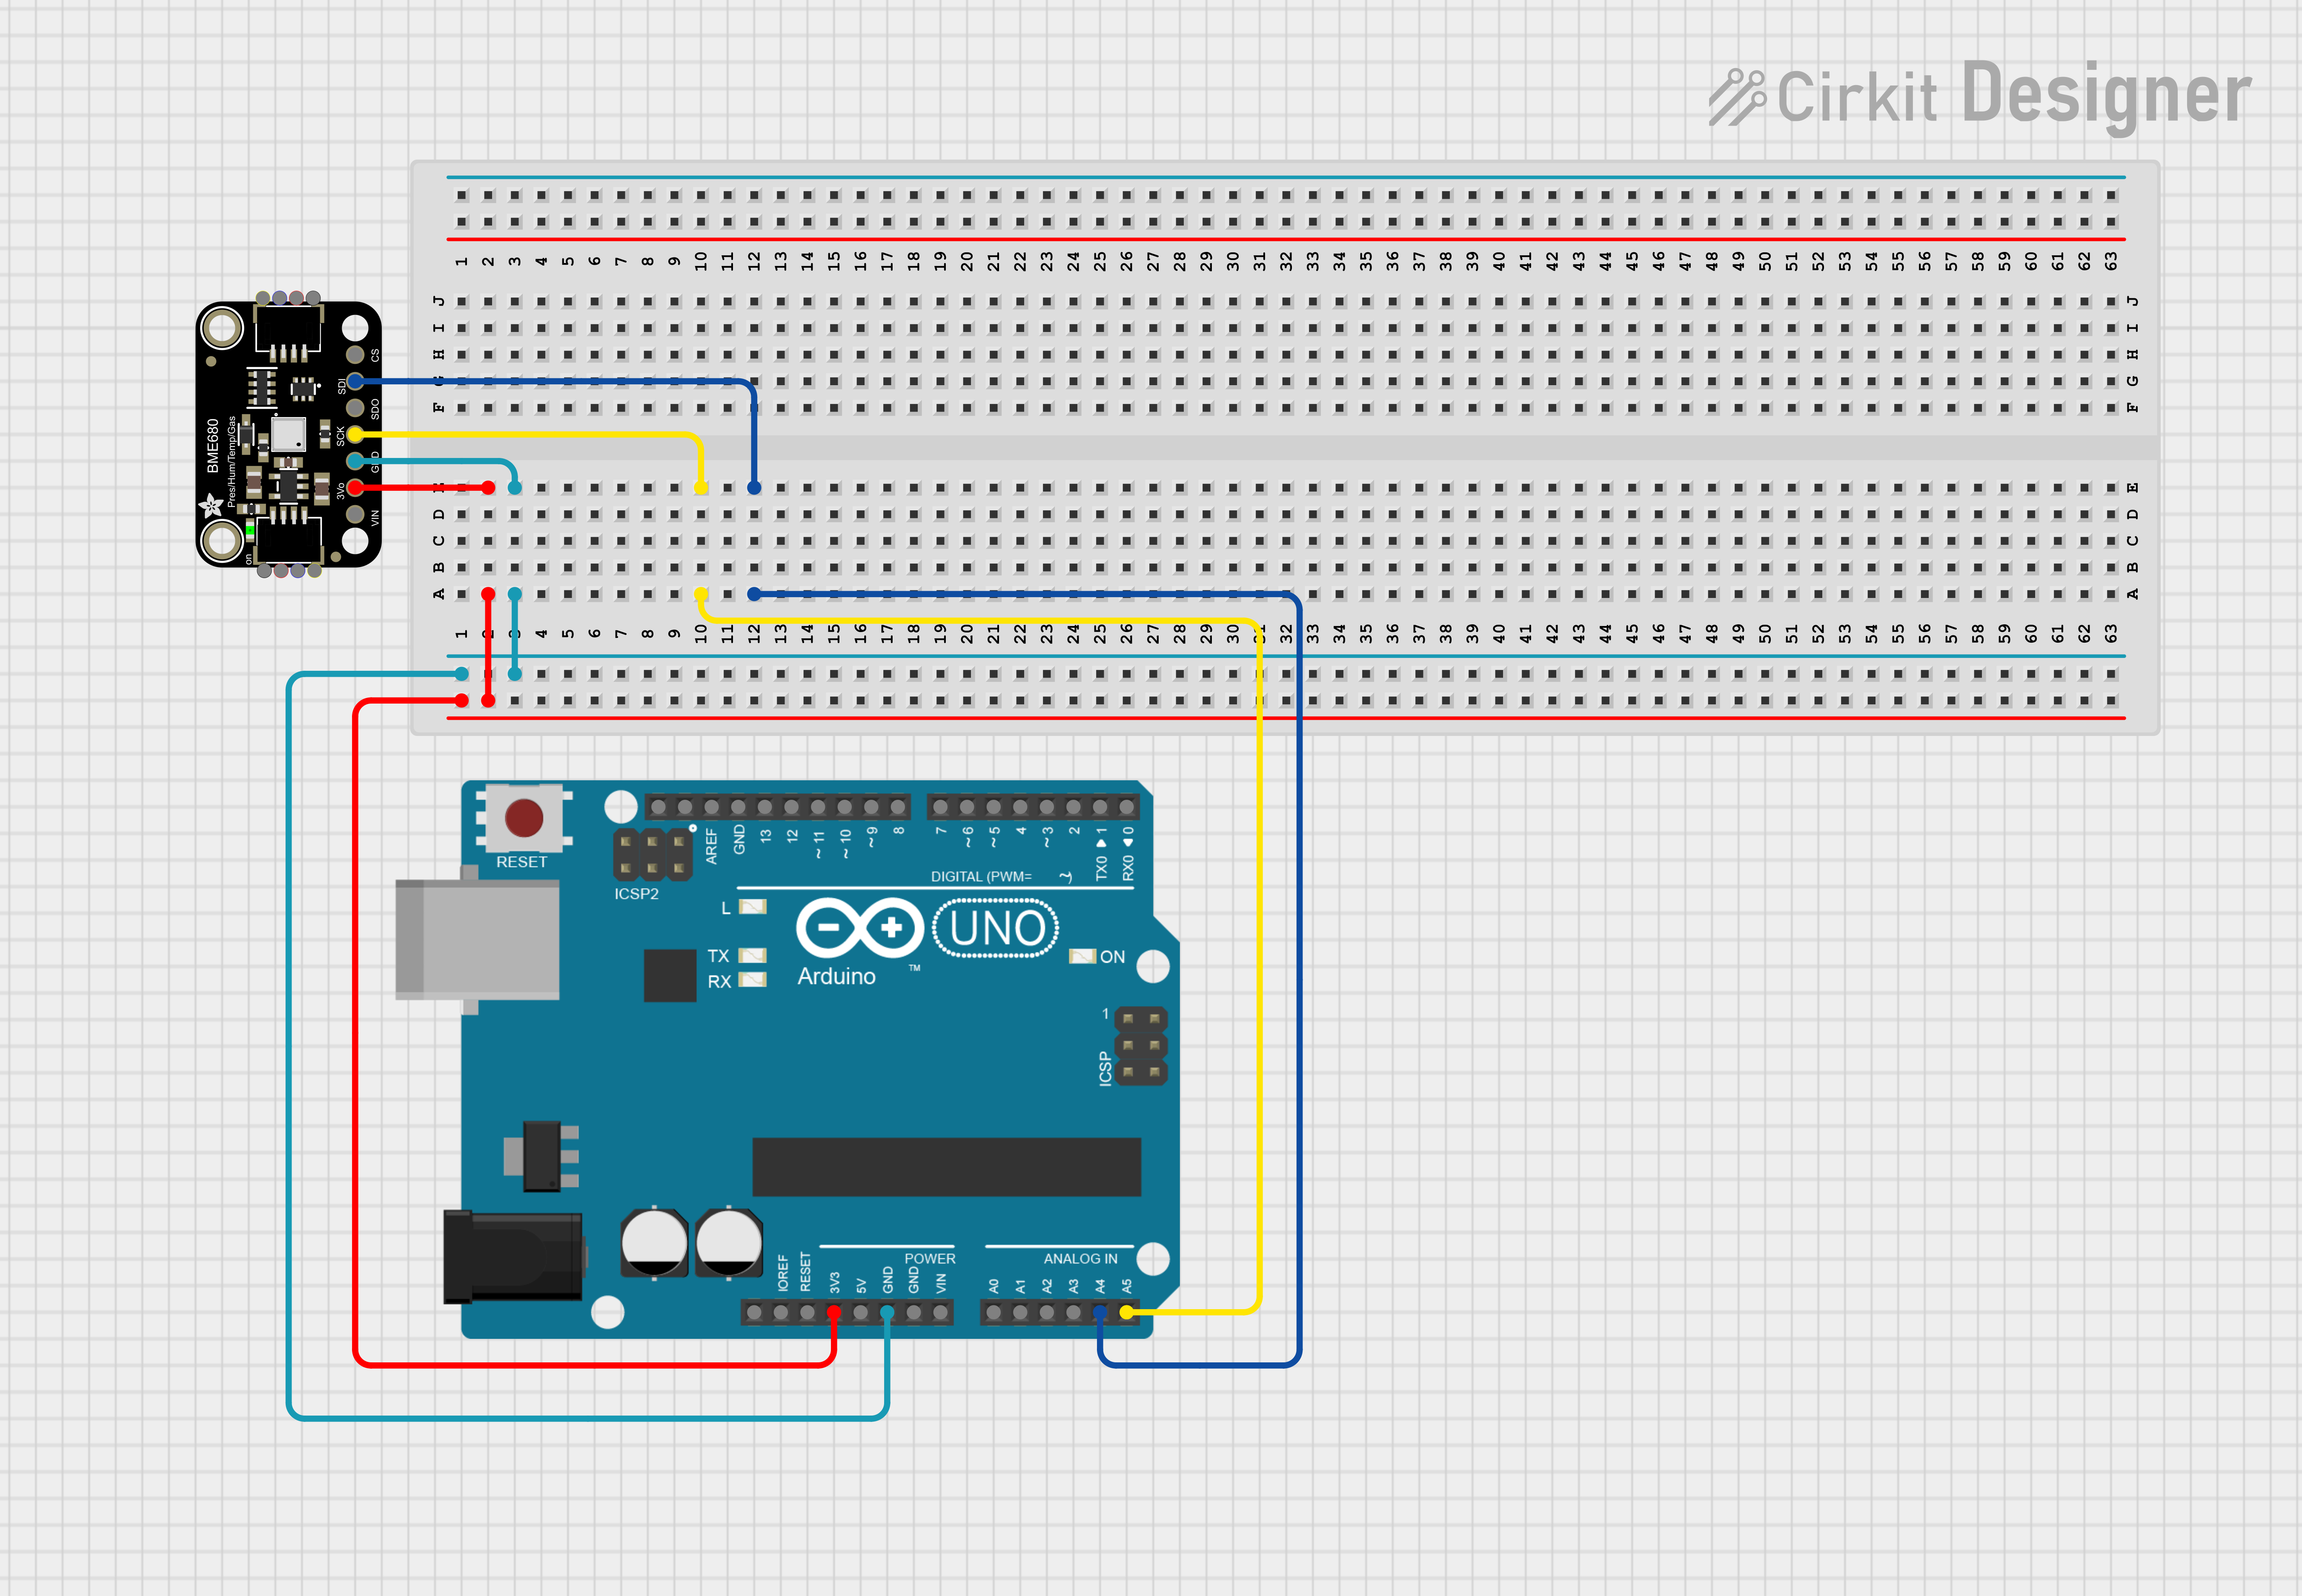 Cirkit Designer
1 2 3 4 5 6 7 8 9 10 11 12 13 14 15 16 17 18 19 20 21 22 23 24 25 26 27 28 29 30 31 32 33 34 35 36 37 38 39 40 41 42 43 44 45 46 47 48 49 50 51 52 53 54 55 56 57 58 59 60 61 62 63
J J
I I
H H
G
F F
E
D D
C C
B B
A A
1 2 3 4 5 6 7 8 9 10 11 12 13 14 15 16 17 18 19 20 21 22 23 24 25 26 27 28 29 30 31 32 33 34 35 36 37 38 39 40 41 42 43 44 45 46 47 48 49 50 51 52 53 54 55 56 57 58 59 60 61 62 63
BME680
Pres/Hum/Temp/Gas
on
CS
SDI
SDO
SCK
GND
3Vo
VIN
RESET
ICSP2
AREF
GND
13
12
~11
~10
~9
8
7
~6
~5
4
~3
2
TX0 ▶ 1
RX0 ◀ 0
DIGITAL (PWM= ~)
L
TX
RX
UNO
Arduino ™
ON
1
ICSP
POWER
ANALOG IN
IOREF
RESET
3V3
5V
GND
GND
VIN
A0
A1
A2
A3
A4
A5